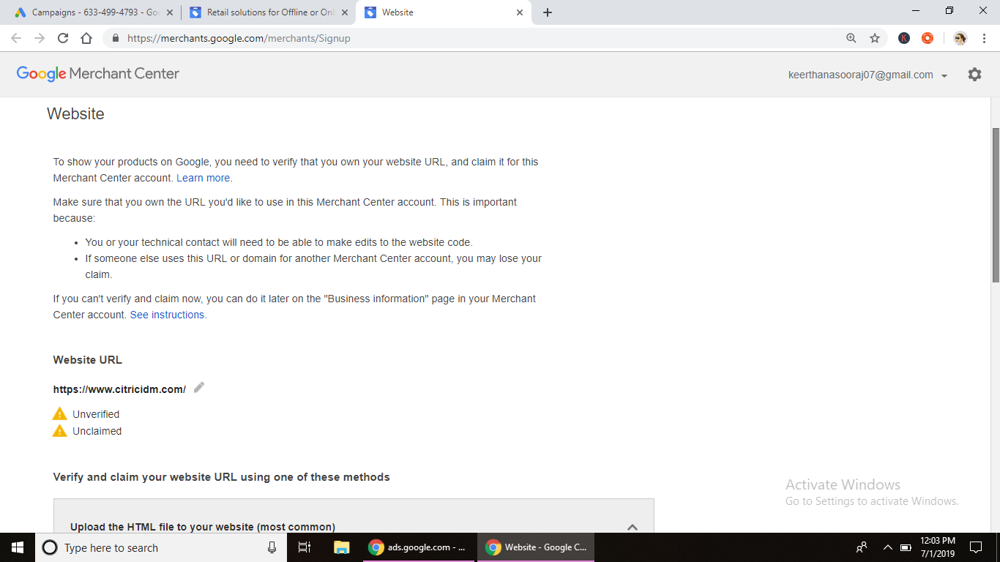 Campaigns - 633-499-4793 - Goo
Retail solutions for Offline or Onl
Website
https://merchants.google.com/merchants/Signup
K
Google Merchant Center
keerthanasooraj07@gmail.com
Website
To show your products on Google, you need to verify that you own your website URL, and claim it for this
Merchant Center account. Learn more.
Make sure that you own the URL you'd like to use in this Merchant Center account. This is important
because:
• You or your technical contact will need to be able to make edits to the website code.
• If someone else uses this URL or domain for another Merchant Center account, you may lose your
claim.
If you can't verify and claim now, you can do it later on the "Business information" page in your Merchant
Center account. See instructions.
Website URL
https://www.citricidm.com/
Unverified
Unclaimed
Verify and claim your website URL using one of these methods
Upload the HTML file to your website (most common)
Activate Windows
Go to Settings to activate Windows.
Type here to search
ads.google.com - ...
Website - Google C...
12:03 PM
7/1/2019